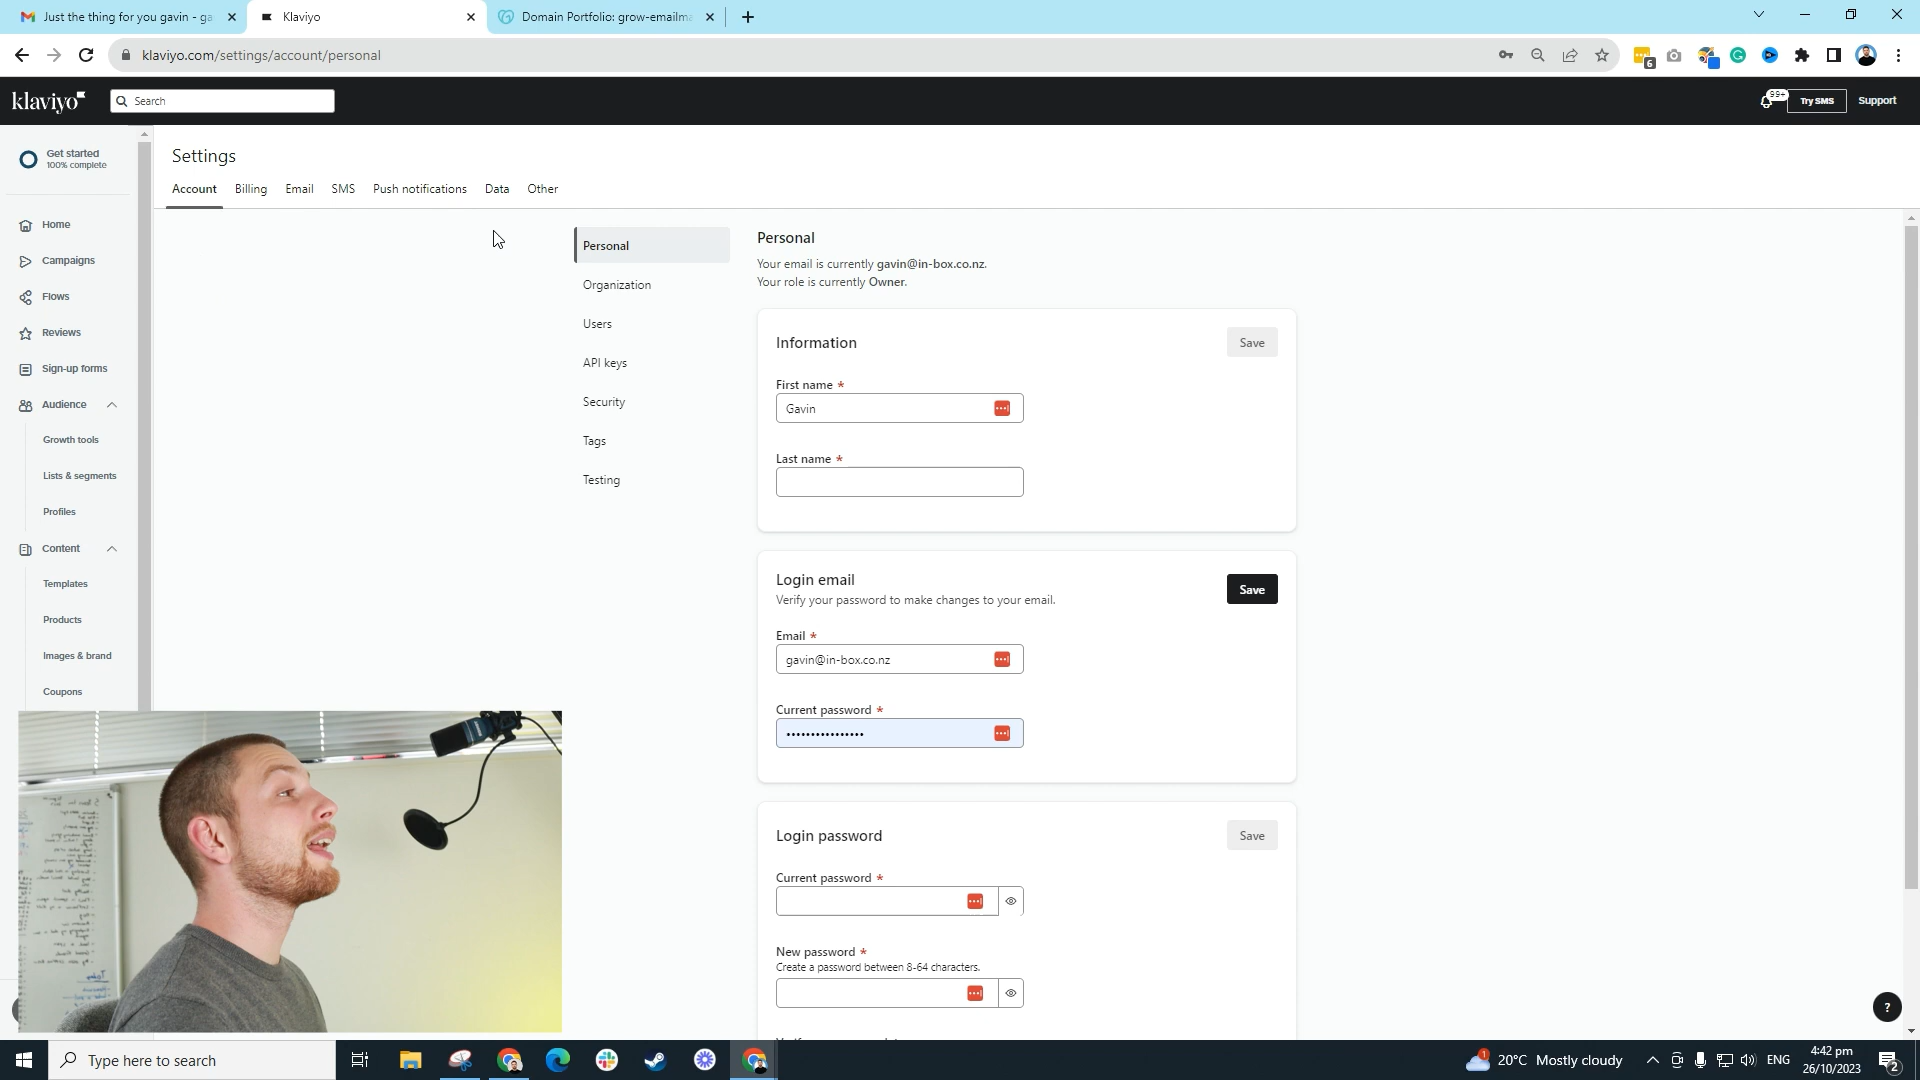 Just the thing for you gavin - ga
Klaviyo
Domain Portfolio: grow-emailma
klaviyo.com/settings/account/personal
6
klaviyo
Search
99+
Try SMS
Support
Get started
100% complete
Home
Campaigns
Flows
Reviews
Sign-up forms
Audience
Growth tools
Lists & segments
Profiles
Content
Templates
Products
Images & brand
Coupons
Settings
Account
Billing
Email
SMS
Push notifications
Data
Other
Personal
Organization
Users
API keys
Security
Tags
Testing
Personal
Your email is currently gavin@in-box.co.nz.
Your role is currently Owner.
Information
Save
First name *
Gavin
Last name *
Login email
Save
Verify your password to make changes to your email.
Email *
gavin@in-box.co.nz
Current password *
••••••••••••••••
Login password
Save
Current password *
New password *
Create a password between 8-64 characters.
?
Type here to search
1
20°C Mostly cloudy
ENG
4:42 pm
26/10/2023
2